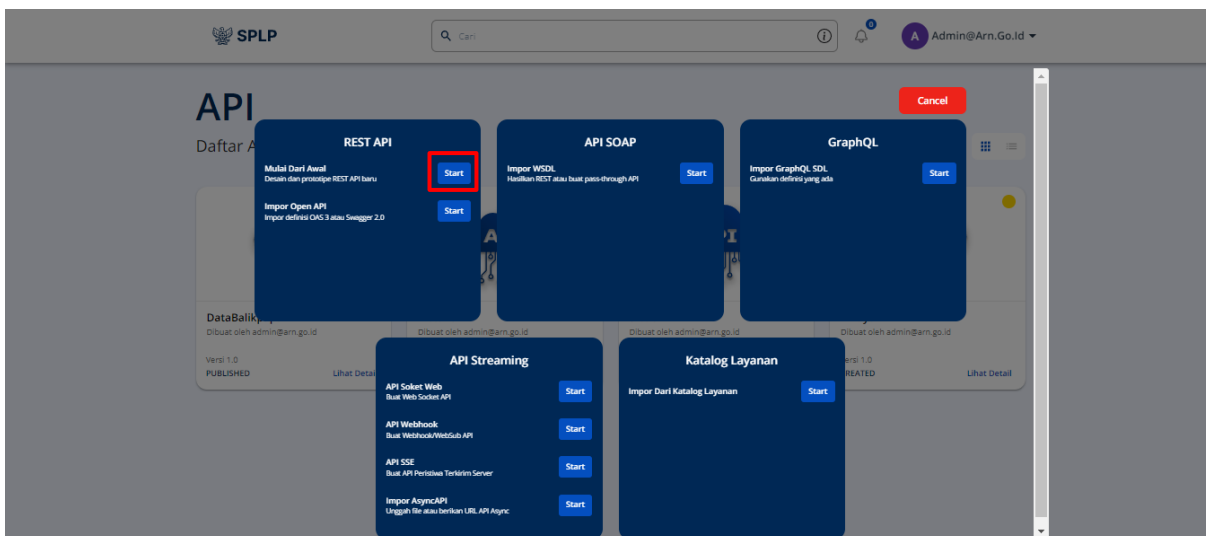 SPLP
Cari
0
A
Admin@Arn.Go.Id
API
Cancel
Daftar A
REST API
Mulai Dari Awal
Desain dan prototipe REST API baru
Start
Impor Open API
Impor definisi OAS 3 atau Swagger 2.0
Start
API SOAP
Impor WSDL
Hasilkan REST atau buat pass-through API
Start
GraphQL
Impor GraphQL SDL
Gunakan definisi yang ada
Start
DataBalik
Dibuat oleh admin@arn.go.id
Versi 1.0
PUBLISHED
Lihat Detai
Dibuat oleh admin@arn.go.id
Dibuat oleh admin@arn.go.id
Dibuat oleh admin@arn.go.id
ersi 1.0
REATED
Lihat Detail
API Streaming
API Soket Web
Buat Web Socket API
Start
API Webhook
Buat Webhook/WebSub API
Start
API SSE
Buat API Peristiwa Terkirim Server
Start
Impor AsyncAPI
Unggah file atau berikan URL API Async
Start
Katalog Layanan
Impor Dari Katalog Layanan
Start